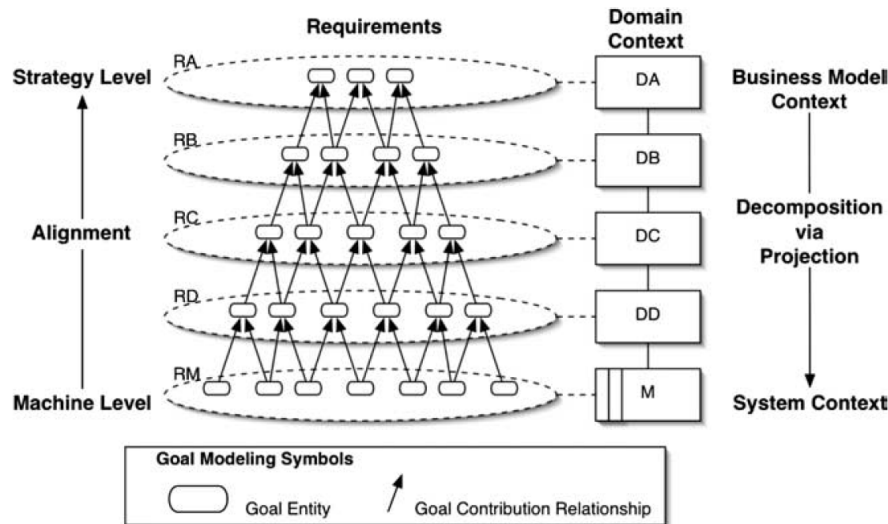 Requirements
Domain
Context
RA
Strategy Level
DA
Business Model
Context
RB
DB
RC
Alignment
DC
Decomposition
via
Projection
RD
DD
RM
Machine Level
M
System Context
Goal Modeling Symbols
Goal Entity
Goal Contribution Relationship